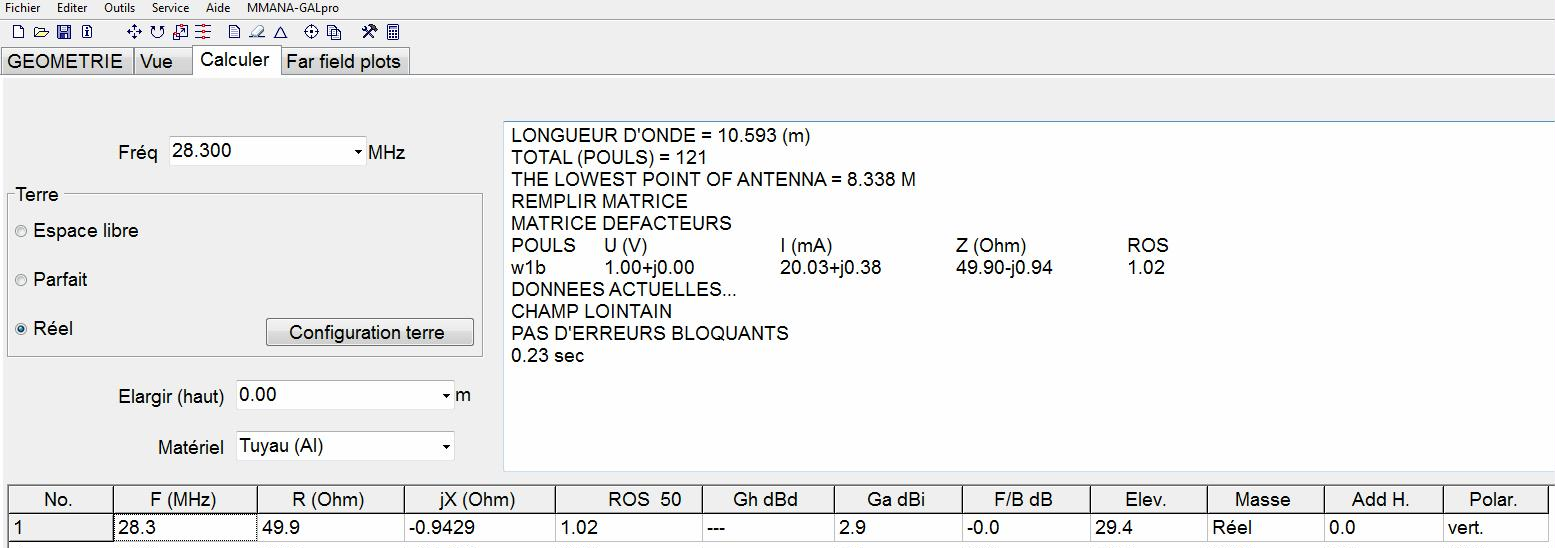 Fichier Editer Outils Service Aide MMANA-GALpro
GEOMETRIE Vue Calculer Far field plots
Fréq 28.300 MHz
Terre
Espace libre
Parfait
Réel
Configuration terre
Elargir (haut) 0.00 m
Matériel Tuyau (Al)
LONGUEUR D'ONDE = 10.593 (m)
TOTAL (POULS) = 121
THE LOWEST POINT OF ANTENNA = 8.338 M
REMPLIR MATRICE
MATRICE DEFACTEURS
POULS U (V) I (mA) Z (Ohm) ROS
w1b 1.00+j0.00 20.03+j0.38 49.90-j0.94 1.02
DONNEES ACTUELLES...
CHAMP LOINTAIN
PAS D'ERREURS BLOQUANTS
0.23 sec
No. F (MHz) R (Ohm) jX (Ohm) ROS 50 Gh dBd Ga dBi F/B dB Elev. Masse Add H. Polar.
1 28.3 49.9 -0.9429 1.02 --- 2.9 -0.0 29.4 Réel 0.0 vert.